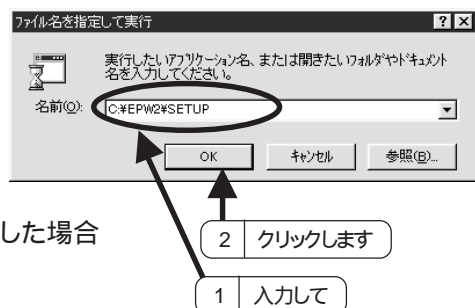 ファイル名を指定して実行
実行したいアプリケーション名、または開きたいフォルダやドキュメント
名を入力してください。
名前(O):
C:¥EPW2¥SETUP
OK
キャンセル
参照(B)...
した場合
2 クリックします
1 入力して